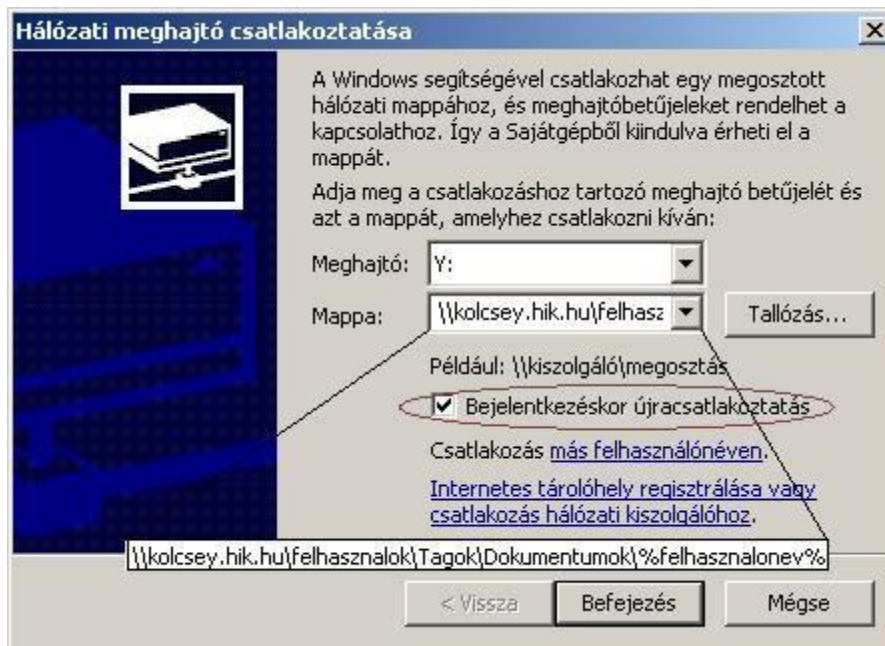 Hálózati meghajtó csatlakoztatása
A Windows segítségével csatlakozhat egy megosztott
hálózati mappához, és meghajtóbetűjeleket rendelhet a
kapcsolathoz. Így a Sajátgépből kiindulva érheti el a
mappát.
Adja meg a csatlakozáshoz tartozó meghajtó betűjelét és
azt a mappát, amelyhez csatlakozni kíván:
Meghajtó: Y:
Mappa: \\kolcsey.hik.hu\felhasz Tallózás...
Például: \\kiszolgáló\megosztás
Bejelentkezéskor újracsatlakoztatás
Csatlakozás más felhasználónéven.
Internetes tárolóhely regisztrálása vagy
csatlakozás hálózati kiszolgálóhoz.
\\kolcsey.hik.hu\felhasználók\Tagok\Dokumentumok\%felhasznalonev%
< Vissza Befejezés Mégse